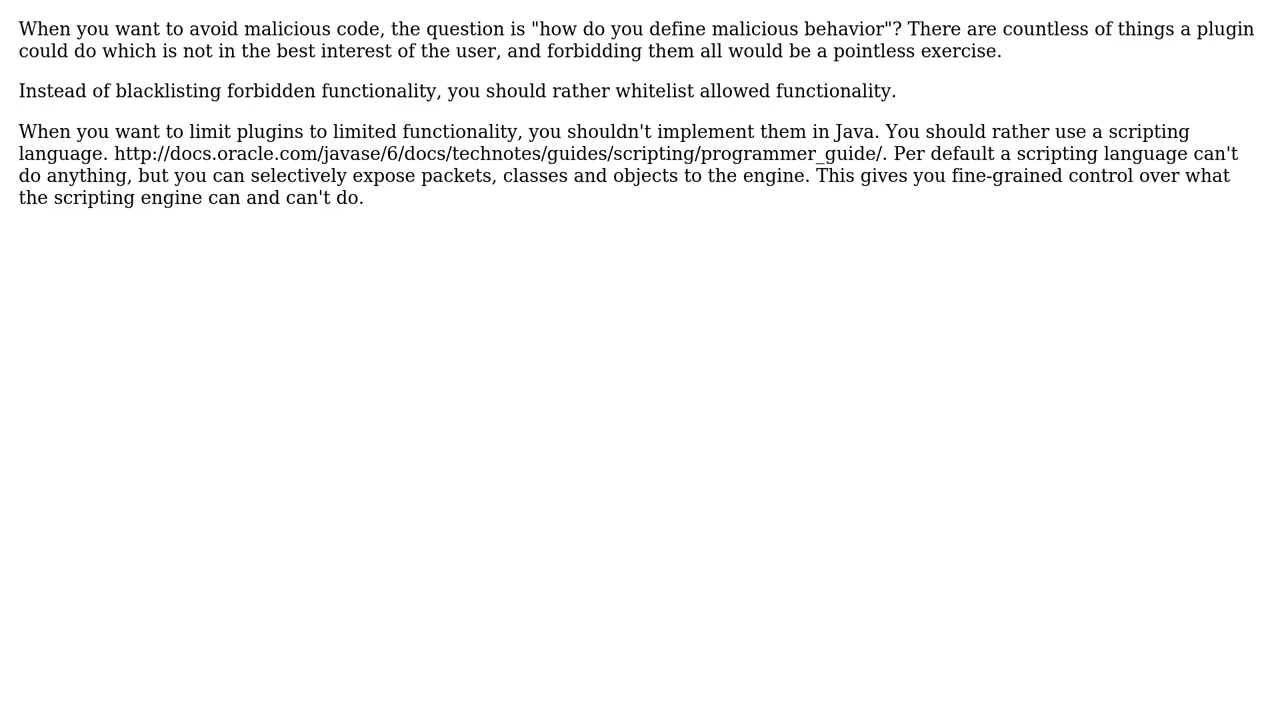 When you want to avoid malicious code, the question is "how do you define malicious behavior"? There are countless of things a plugin
could do which is not in the best interest of the user, and forbidding them all would be a pointless exercise.
Instead of blacklisting forbidden functionality, you should rather whitelist allowed functionality.
When you want to limit plugins to limited functionality, you shouldn't implement them in Java. You should rather use a scripting
language. http://docs.oracle.com/javase/6/docs/technotes/guides/scripting/programmer_guide/. Per default a scripting language can't
do anything, but you can selectively expose packets, classes and objects to the engine. This gives you fine-grained control over what
the scripting engine can and can't do.